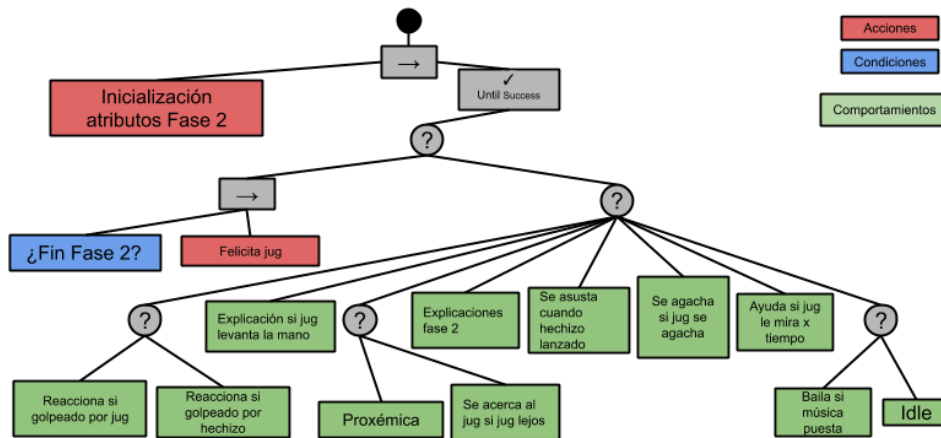 →
Acciones
✓
Until Success
Condiciones
Inicialización
atributos Fase 2
Comportamientos
?
→
?
¿Fin Fase 2?
Felicita jug
?
Explicación si jug
levanta la mano
?
Explicaciones
fase 2
Se asusta
cuando
hechizo
lanzado
Se agacha
si jug se
agacha
Ayuda si jug
le mira x
tiempo
?
Reacciona si
golpeado por jug
Reacciona si
golpeado por
hechizo
Proxémica
Se acerca al
jug si jug lejos
Baila si
música
puesta
Idle